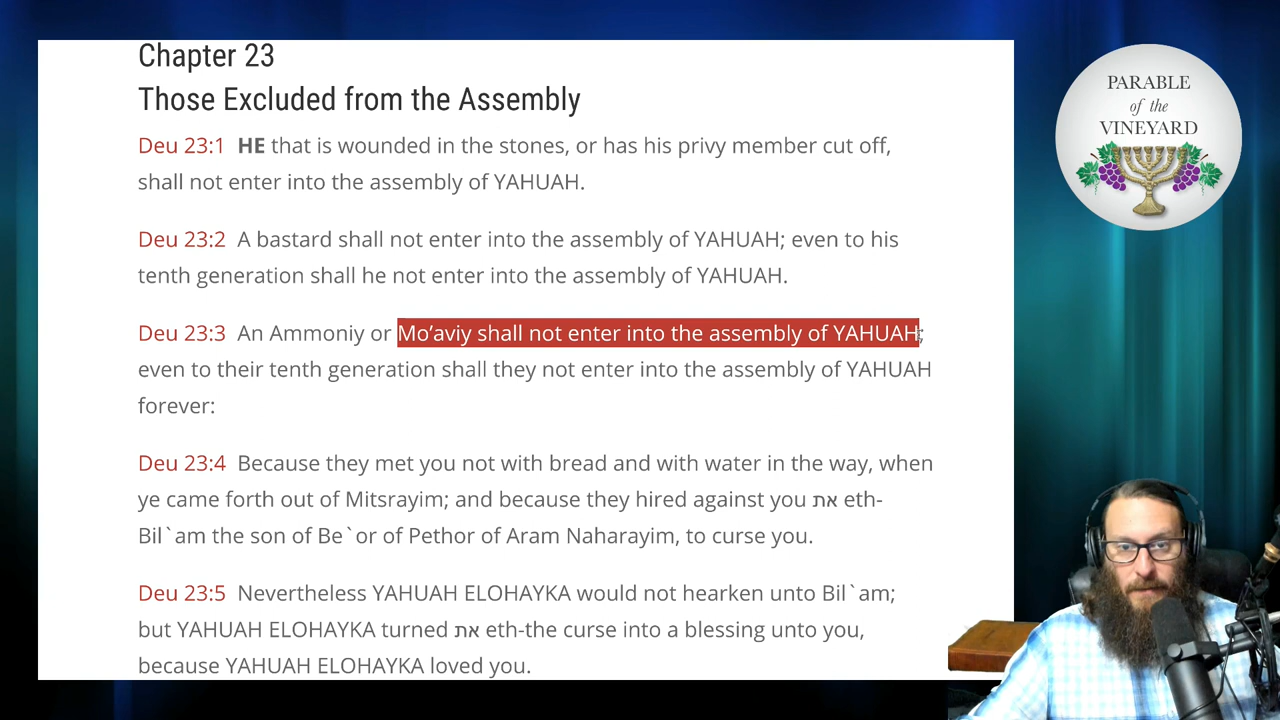 Chapter 23
Those Excluded from the Assembly
Deu 23:1 HE that is wounded in the stones, or has his privy member cut off,
shall not enter into the assembly of YAHUAH.
Deu 23:2 A bastard shall not enter into the assembly of YAHUAH; even to his
tenth generation shall he not enter into the assembly of YAHUAH.
Deu 23:3 An Ammoniy or Mo’aviy shall not enter into the assembly of YAHUAH;
even to their tenth generation shall they not enter into the assembly of YAHUAH
forever:
Deu 23:4 Because they met you not with bread and with water in the way, when
ye came forth out of Mitsrayim; and because they hired against you את eth-
Bil`am the son of Be`or of Pethor of Aram Naharayim, to curse you.
Deu 23:5 Nevertheless YAHUAH ELOHAYKA would not hearken unto Bil`am;
but YAHUAH ELOHAYKA turned את eth-the curse into a blessing unto you,
because YAHUAH ELOHAYKA loved you.
PARABLE
of the
VINEYARD